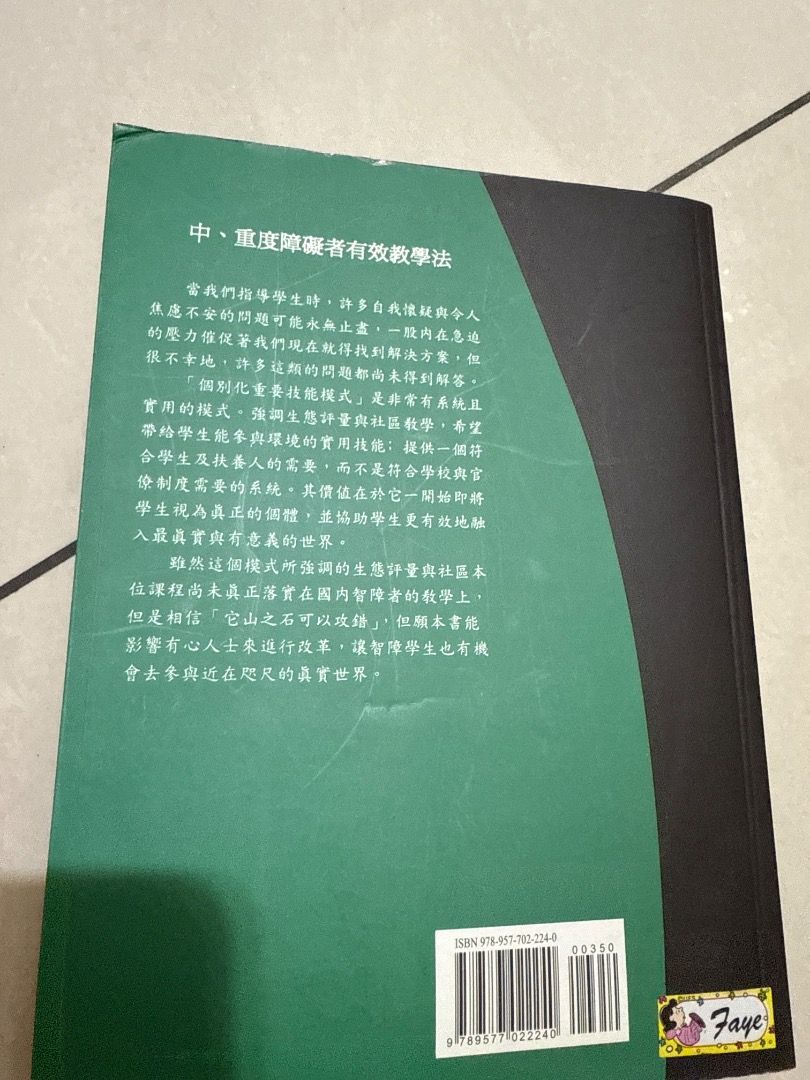 中、重度障礙者有效教學法
當我們指導學生時，許多自我懷疑與令人
焦慮不安的問題可能永無止盡，一股內在急迫
的壓力催促著我們現在就得找到解決方案，但
很不幸地，許多這類的問題都尚未得到解答。
「個別化重要技能模式」是非常有系統且
實用的模式。強調生態評量與社區教學，希望
帶給學生能參與環境的實用技能；提供一個符
合學生及扶養人的需要，而不是符合學校與官
僚制度需要的系統。其價值在於它一開始即將
學生視為真正的個體，並協助學生更有效地融
入最真實與有意義的世界。
雖然這個模式所強調的生態評量與社區本
位課程尚未真正落實在國內智障者的教學上，
但是相信「它山之石可以攻錯」，但願本書能
影響有心人士來進行改革，讓智障學生也有機
會去參與近在咫尺的真實世界。
ISBN 978-957-702-224-0
00350
9 789577 022240
Faye